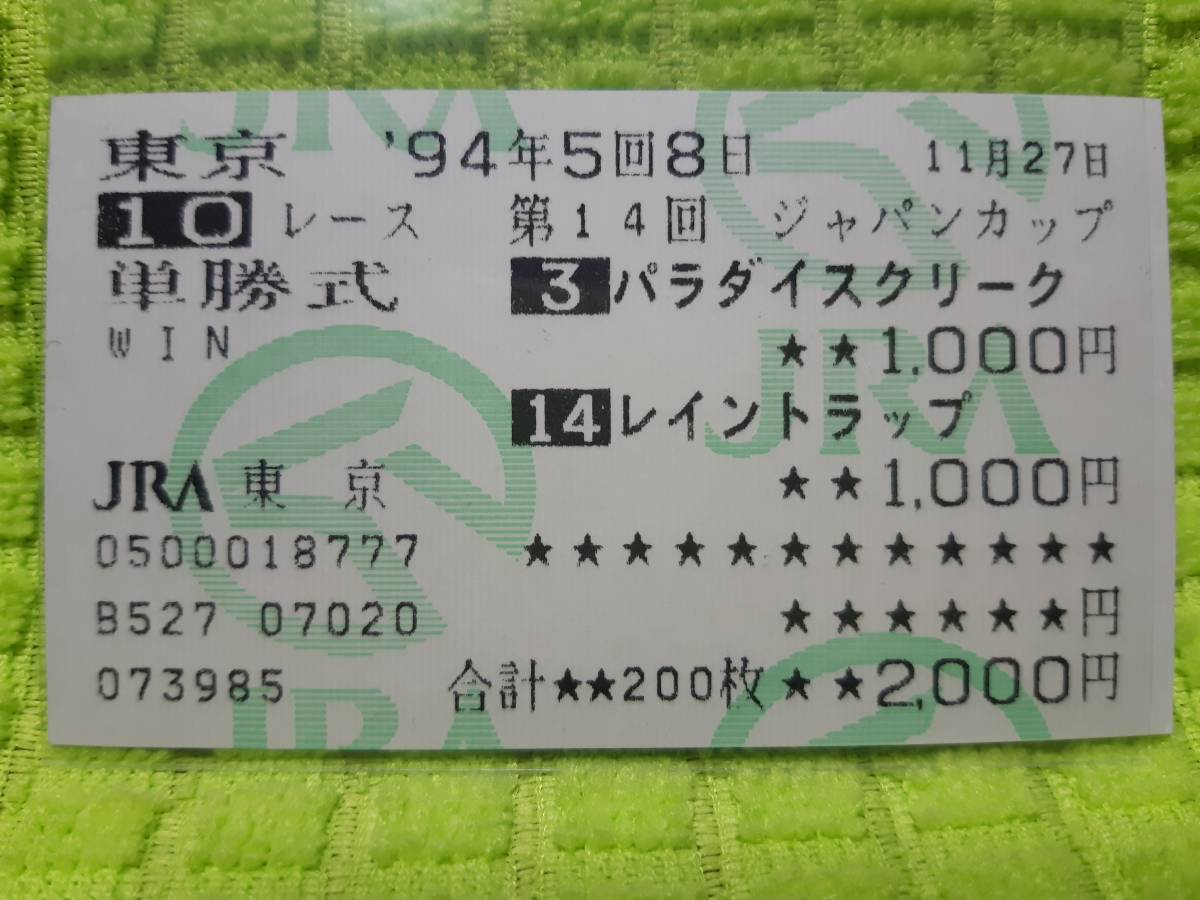 東京 '94年5回8日 11月27日
10 レース 第14回 ジャパンカップ
単勝式 3 パラダイスクリーク
WIN ★★1,000円
14 レイントラップ
JRA 東京 ★★1,000円
0500018777 ★★★★★★★★★★★★
B527 07020 ★★★★★★円
073985 合計★★200枚★★2,000円